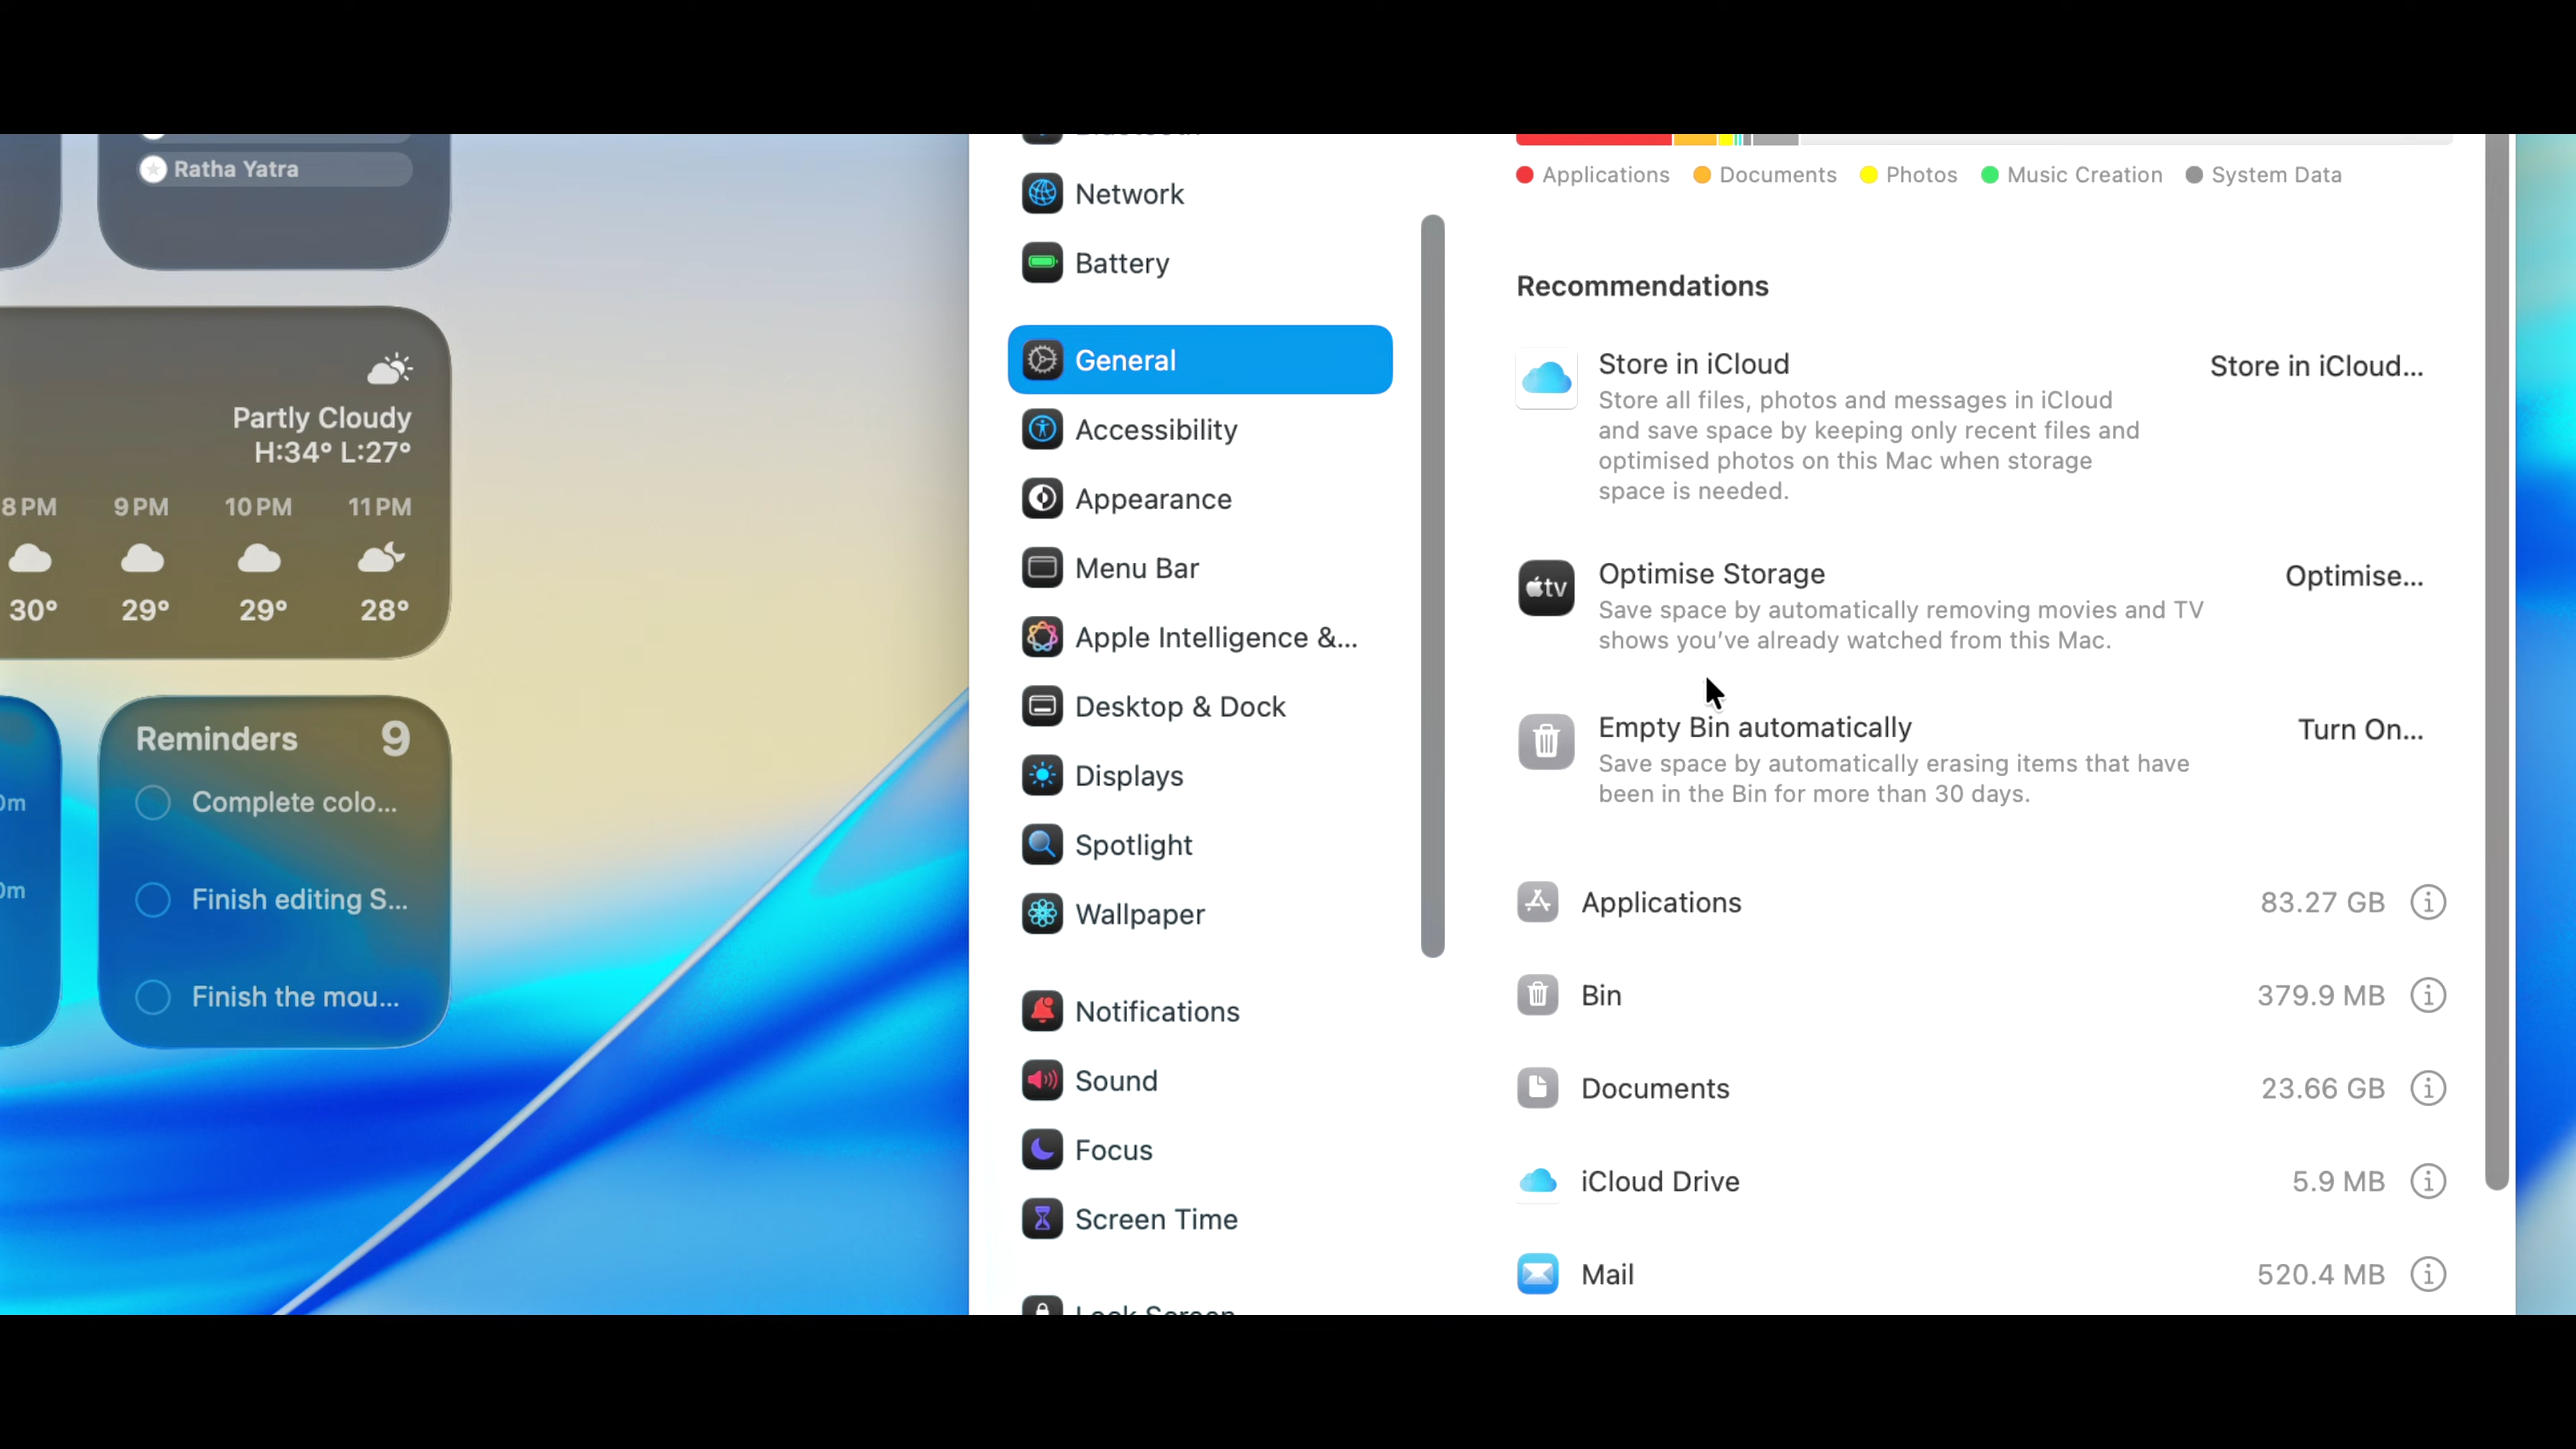 Ratha Yatra
Partly Cloudy
H:34° L:27°
8 PM 9 PM 10 PM 11 PM
30° 29° 29° 28°
Reminders 9
Complete colo...
Finish editing S...
Finish the mou...
0m
0m
Network
Battery
General
Accessibility
Appearance
Menu Bar
Apple Intelligence &...
Desktop & Dock
Displays
Spotlight
Wallpaper
Notifications
Sound
Focus
Screen Time
Lock Screen
Applications Documents Photos Music Creation System Data
Recommendations
Store in iCloud Store in iCloud...
Store all files, photos and messages in iCloud
and save space by keeping only recent files and
optimised photos on this Mac when storage
space is needed.
tv
Optimise Storage Optimise...
Save space by automatically removing movies and TV
shows you've already watched from this Mac.
Empty Bin automatically Turn On...
Save space by automatically erasing items that have
been in the Bin for more than 30 days.
Applications 83.27 GB
Bin 379.9 MB
Documents 23.66 GB
iCloud Drive 5.9 MB
Mail 520.4 MB